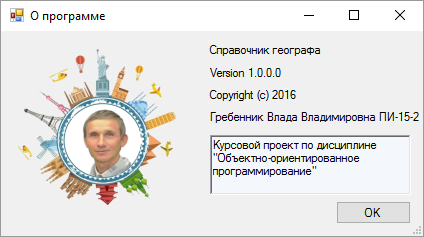 О программе
Справочник географа
Version 1.0.0.0
Copyright (c) 2016
Гребенник Влада Владимировна ПИ-15-2
Курсовой проект по дисциплине
"Объектно-ориентированное
программирование"
OK